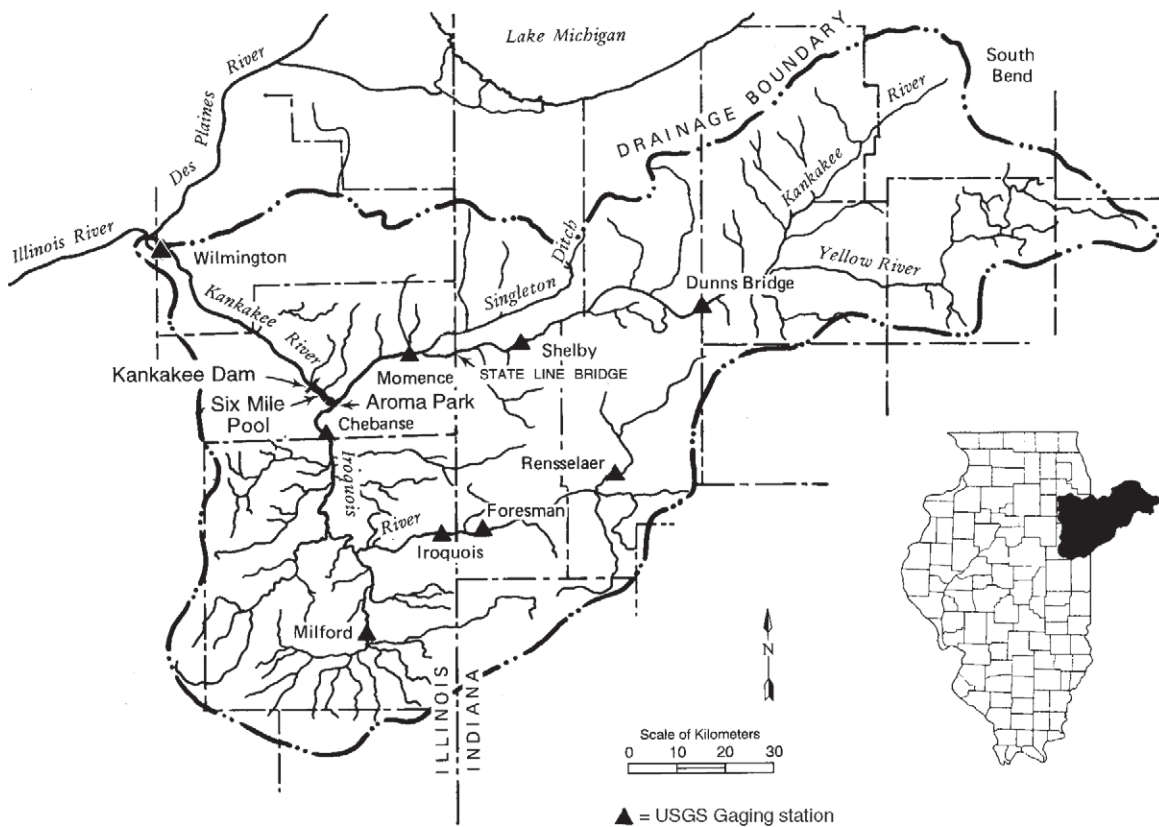 Lake Michigan
South
Bend
DRAINAGE BOUNDARY
River
Des Plaines
Kankakee
River
Illinois River
Wilmington
Singleton
Ditch
Yellow River
Dunns Bridge
Kankakee
River
Shelby
Momence
STATE LINE BRIDGE
Kankakee Dam
Six Mile
Pool
Aroma Park
Chebanse
Iroquois
River
Rensselaer
Foresman
Iroquois
Milford
ILLINOIS
INDIANA
N
Scale of Kilometers
0 10 20 30
▲ = USGS Gaging station